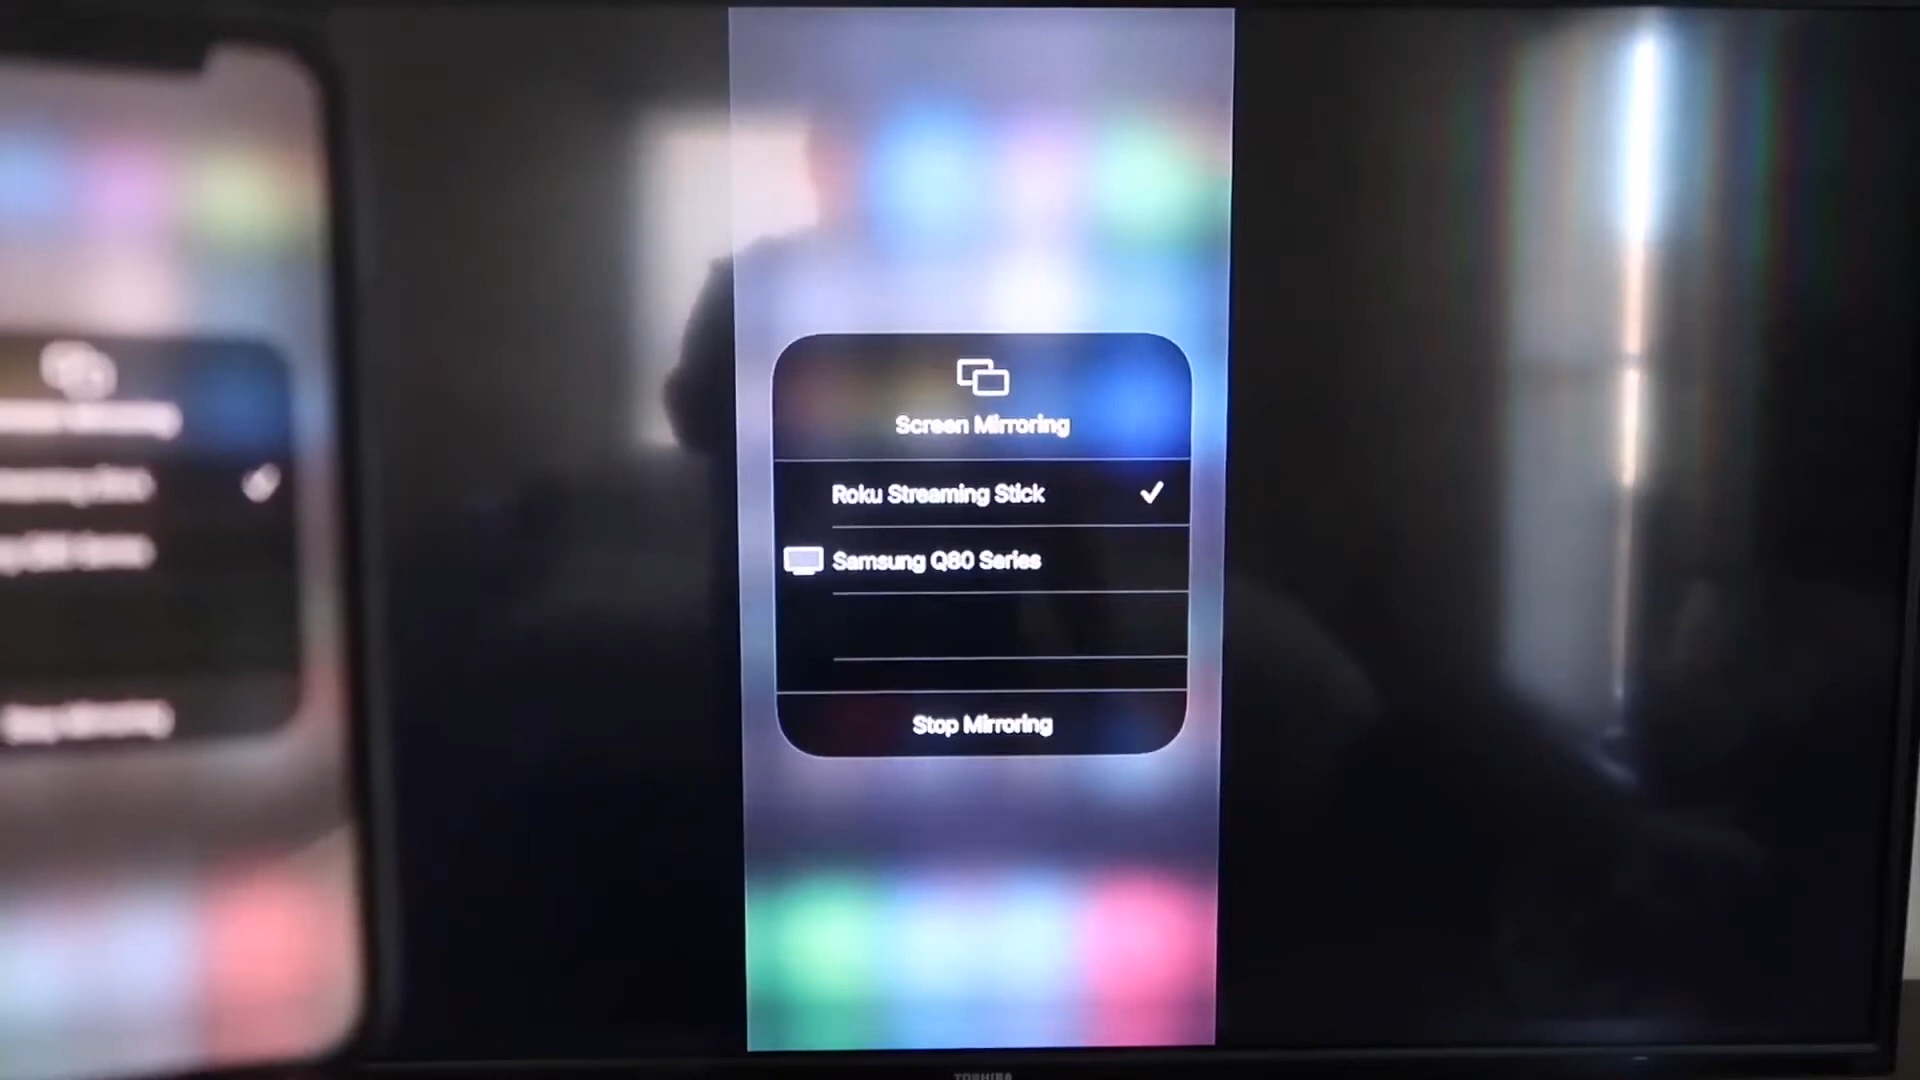 Screen Mirroring
Roku Streaming Stick
Samsung Q80 Series
Stop Mirroring
TOSHIBA